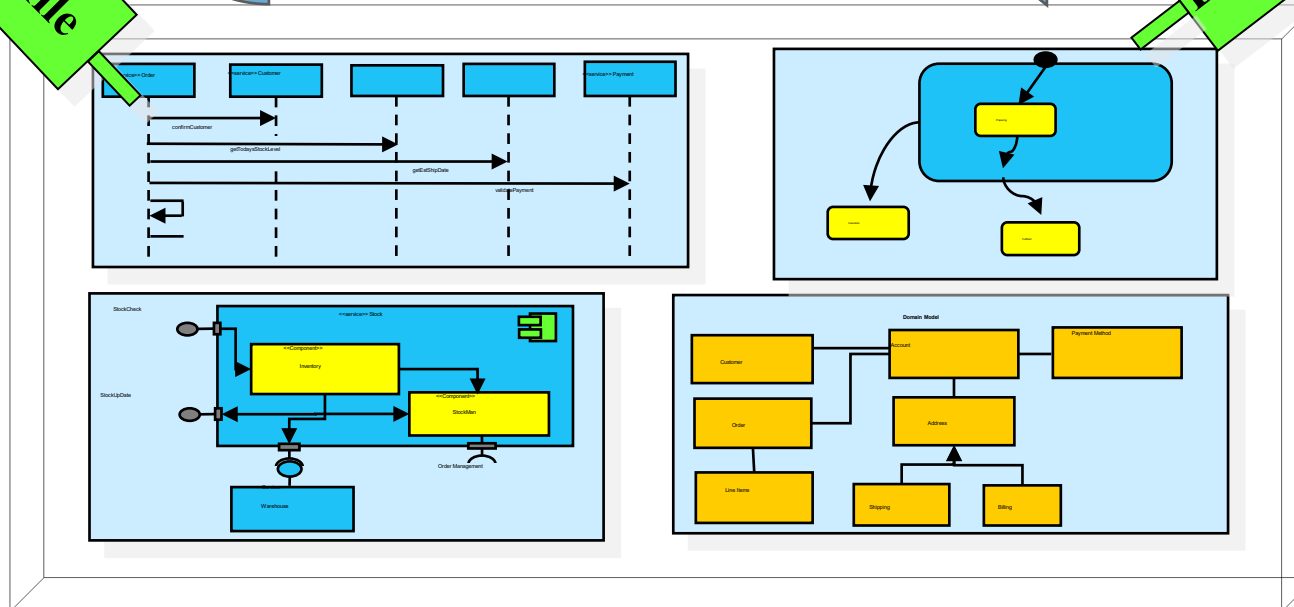 ile
vice>> Order
<<service>> Customer
<<service>> Payment
confirmCustomer
getTodaysStockLevel
getEstShipDate
validatePayment
StockCheck
<<service>> Stock
<<Component>>
Inventory
StockUpDate
<<Component>>
StockMan
Order Management
Warehouse
Domain Model
Payment Method
Account
Customer
Order
Address
Line Items
Shipping
Billing